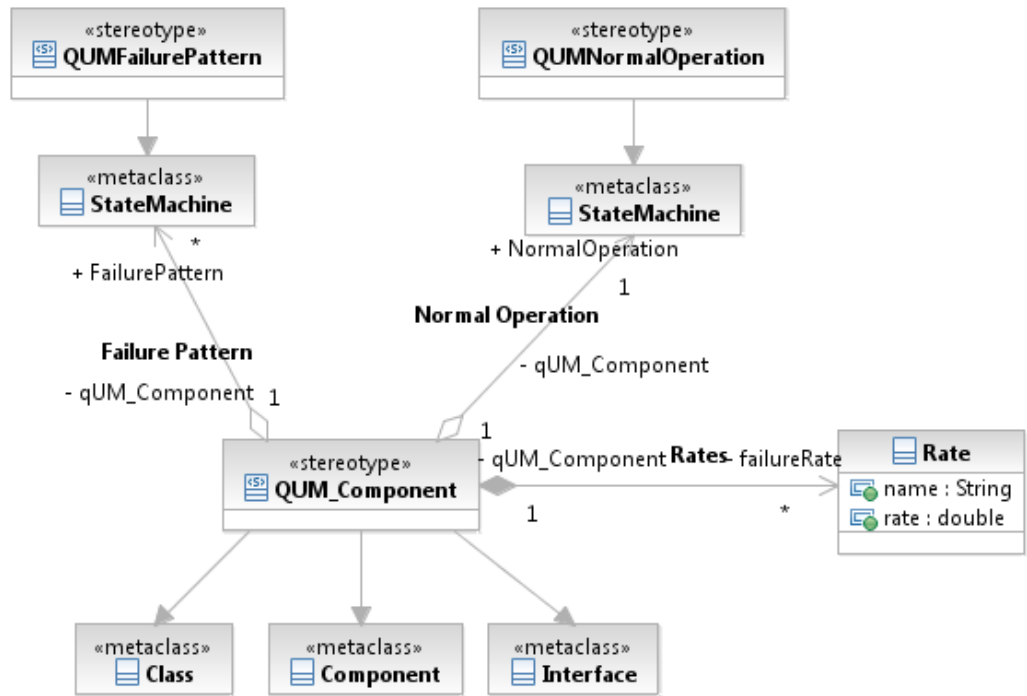 «stereotype»
QUMFailurePattern
«stereotype»
QUMNormalOperation
«metaclass»
StateMachine
«metaclass»
StateMachine
*
+ FailurePattern
+ NormalOperation
1
Normal Operation
Failure Pattern
- qUM_Component
1
- qUM_Component
1
«stereotype»
QUM_Component
- qUM_Component
Rates
- failureRate
1
*
Rate
name : String
rate : double
«metaclass»
Class
«metaclass»
Component
«metaclass»
Interface